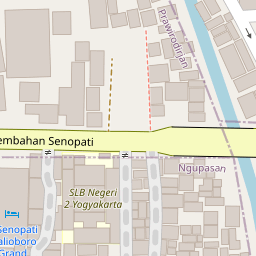 Prawirodirjan
embahan Senopati
Ngupasan
SLB Negeri
2 Yogyakarta
Senopati
alioboro
Grand